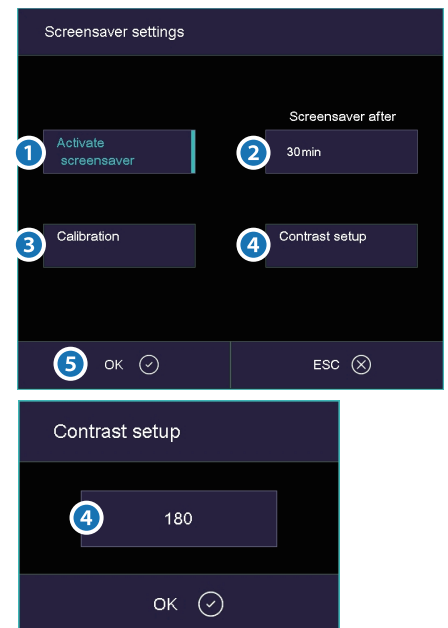 Screensaver settings
Screensaver after
1 Activate
screensaver
2 30min
3 Calibration
4 Contrast setup
5 OK
ESC
Contrast setup
4 180
OK